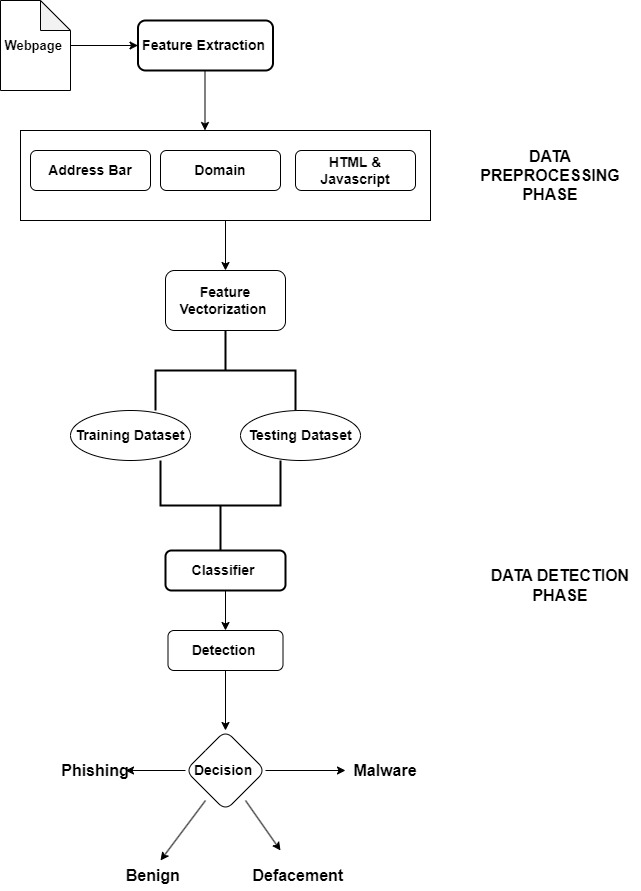 Webpage
Feature Extraction
Address Bar
Domain
HTML &
Javascript
DATA
PREPROCESSING
PHASE
Feature
Vectorization
Training Dataset
Testing Dataset
Classifier
DATA DETECTION
PHASE
Detection
Phishing
Decision
Malware
Benign
Defacement